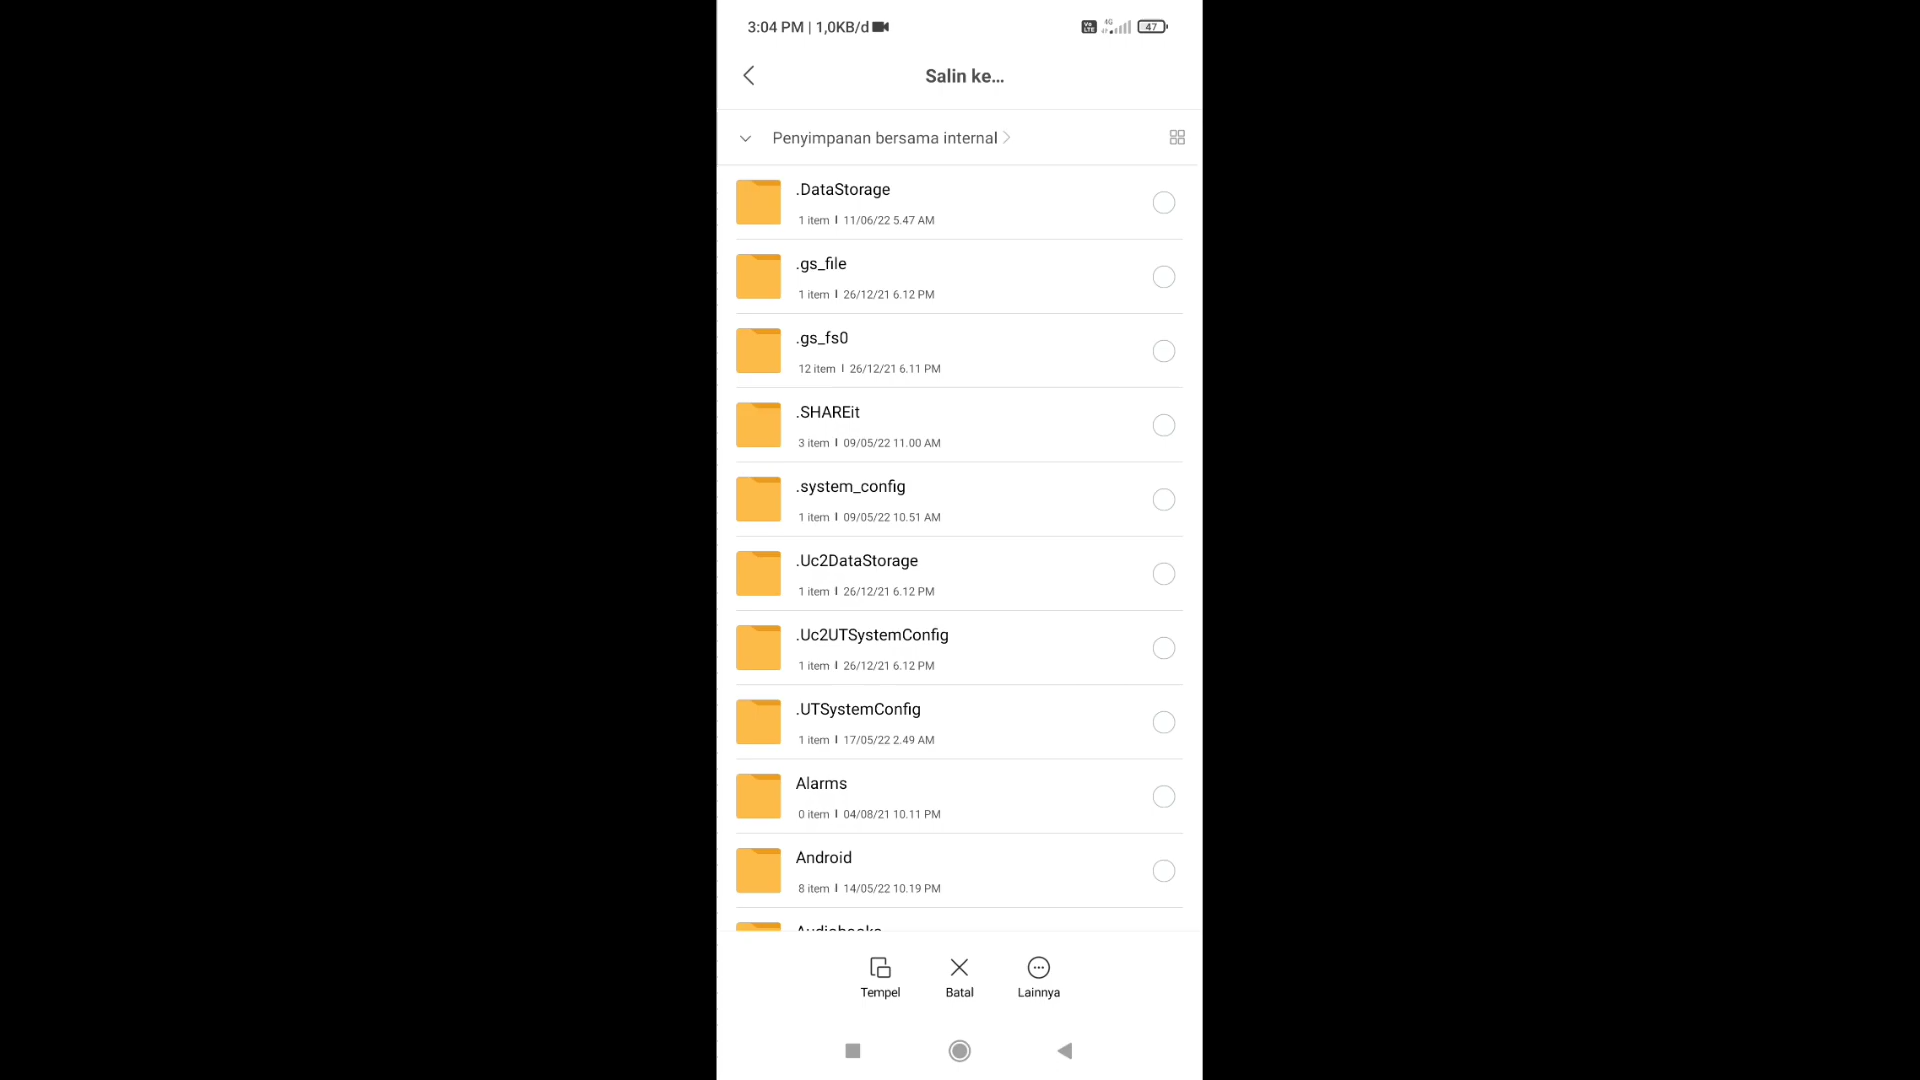 3:04 PM | 1,0KB/d
4G
47
Salin ke...
Penyimpanan bersama internal
.DataStorage
1 item | 11/06/22 5.47 AM
.gs_file
1 item | 26/12/21 6.12 PM
.gs_fs0
12 item | 26/12/21 6.11 PM
.SHAREit
3 item | 09/05/22 11.00 AM
.system_config
1 item | 09/05/22 10.51 AM
.Uc2DataStorage
1 item | 26/12/21 6.12 PM
.Uc2UTSystemConfig
1 item | 26/12/21 6.12 PM
.UTSystemConfig
1 item | 17/05/22 2.49 AM
Alarms
0 item | 04/08/21 10.11 PM
Android
8 item | 14/05/22 10.19 PM
Audiobooks
Tempel
Batal
Lainnya